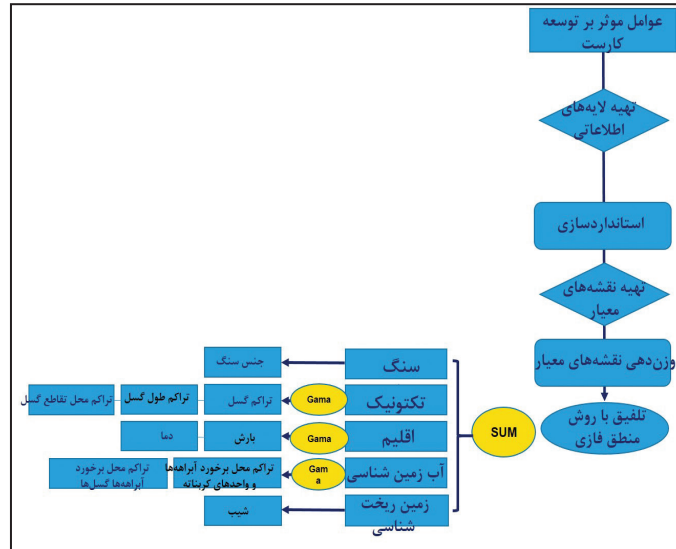 عوامل موثر بر توسعه
کارست
تهیه لایه‌های
اطلاعاتی
استانداردسازی
تهیه نقشه‌های
معیار
وزن‌دهی نقشه‌های معیار
تلفیق با روش
منطق فازی
SUM
سنگ
جنس سنگ
تکتونیک
Gama
تراکم گسل
تراکم طول گسل
تراکم محل تقاطع گسل
اقلیم
Gama
بارش
دما
آب زمین شناسی
Gam
a
تراکم محل برخورد آبراهه‌ها
و واحدهای کربناته
تراکم محل برخورد
آبراهه‌ها گسل‌ها
زمین ریخت
شناسی
شیب